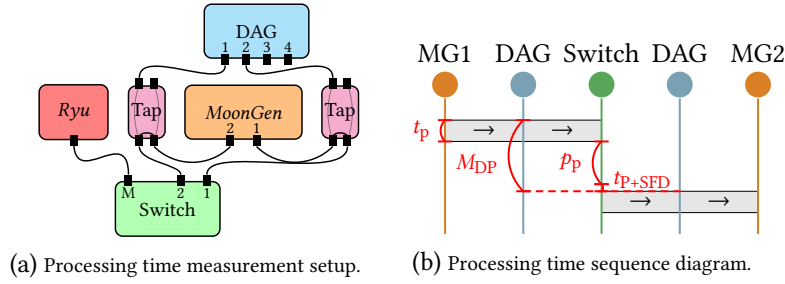 DAG
1 2 3 4
Ryu
Tap
MoonGen
2 1
Tap
M 2 1
Switch
(a) Processing time measurement setup.
MG1 DAG Switch DAG MG2
tp → →
MDP pp
tP+SFD
→ →
(b) Processing time sequence diagram.